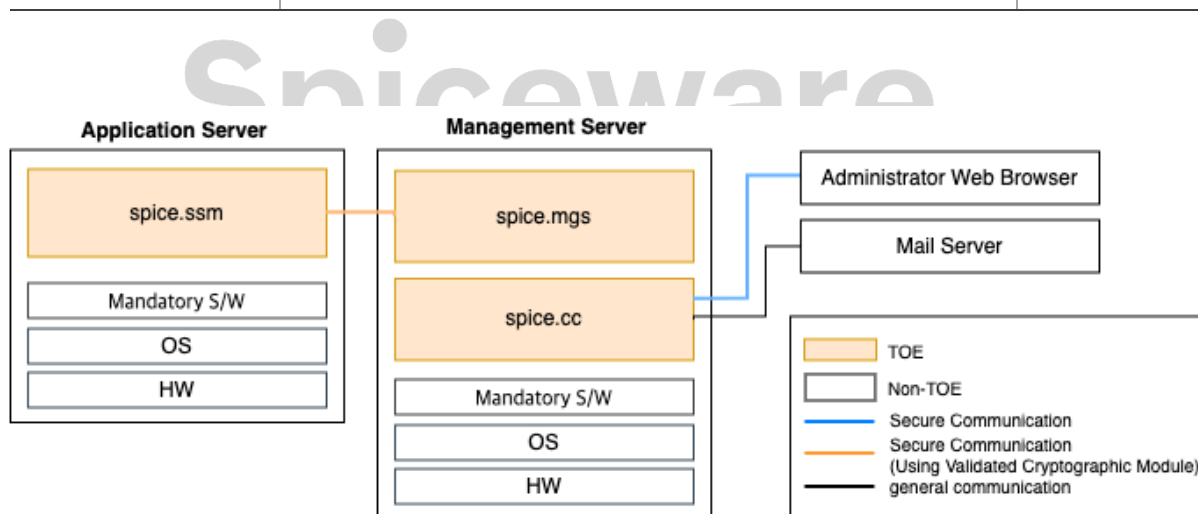 Spiceware
Application Server
Management Server
spice.ssm
Mandatory S/W
OS
HW
spice.mgs
spice.cc
Mandatory S/W
OS
HW
Administrator Web Browser
Mail Server
TOE
Non-TOE
Secure Communication
Secure Communication
(Using Validated Cryptographic Module)
general communication